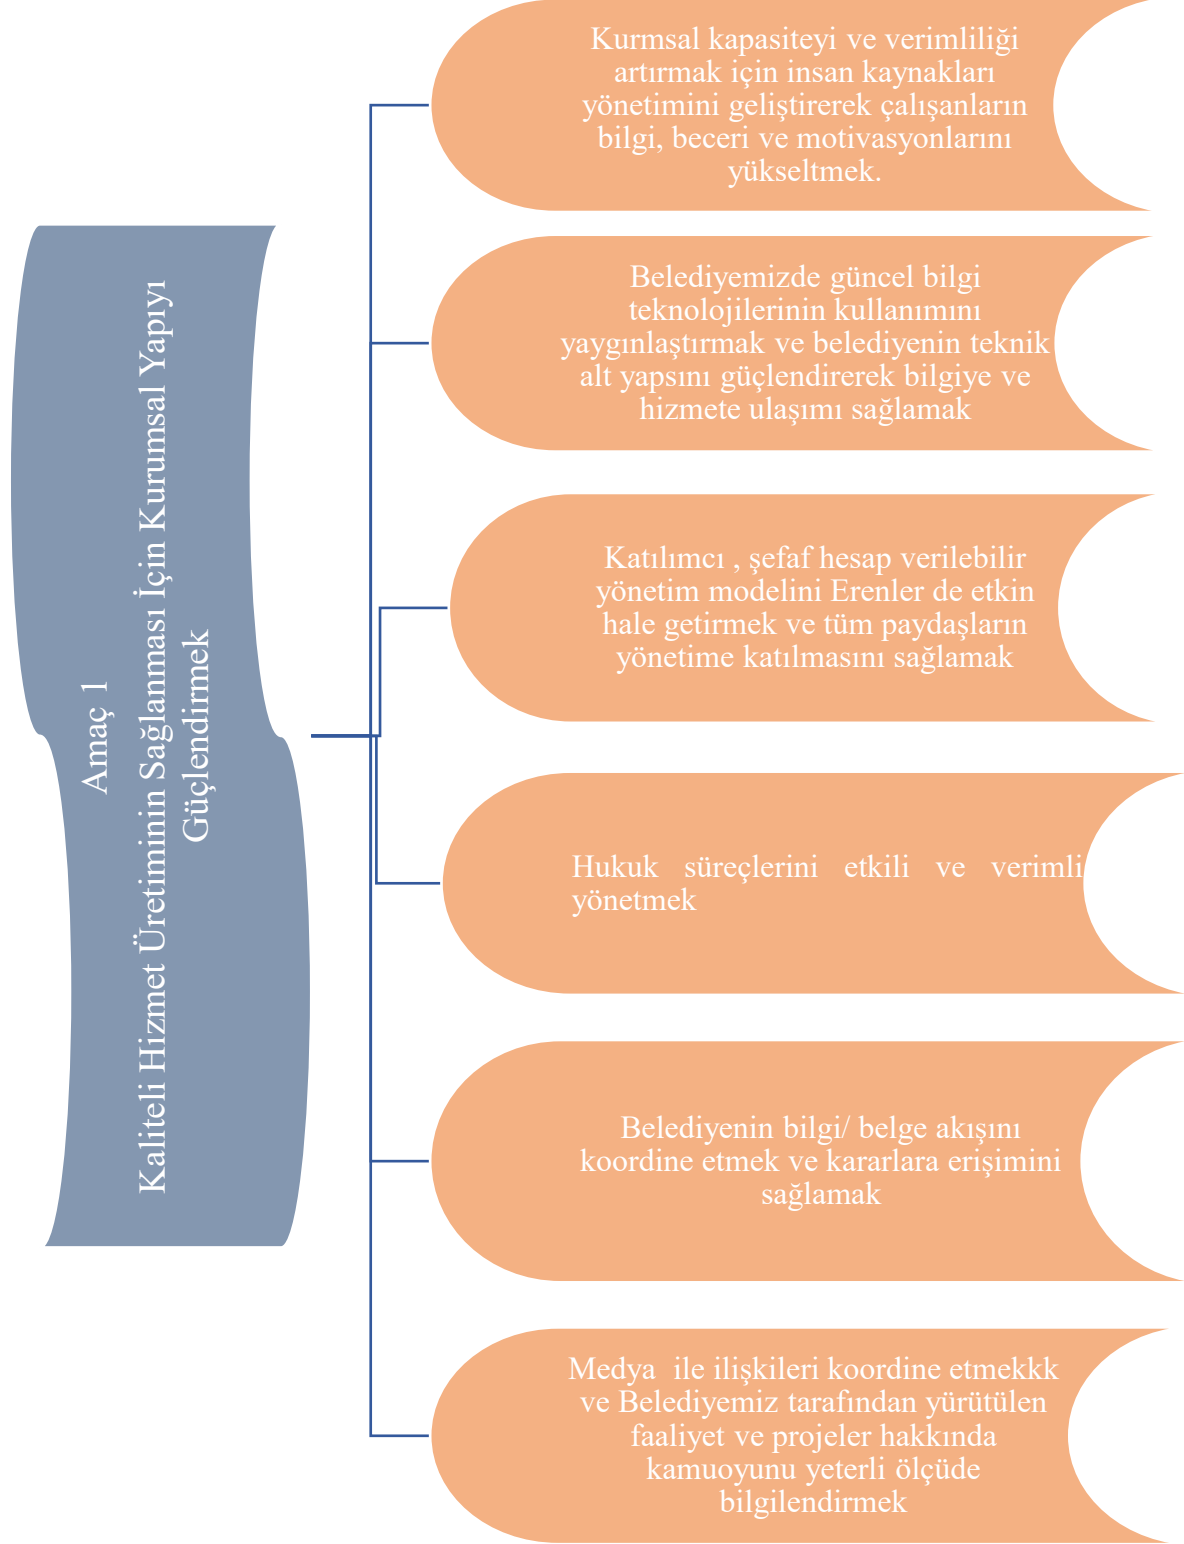 Amaç 1
Kaliteli Hizmet Üretiminin Sağlanması İçin Kurumsal Yapıyı
Güçlendirmek
Kurmsal kapasiteyi ve verimliliği
artırmak için insan kaynakları
yönetimini geliştirerek çalışanların
bilgi, beceri ve motivasyonlarını
yükseltmek.
Belediyemizde güncel bilgi
teknolojilerinin kullanımını
yaygınlaştırmak ve belediyenin teknik
alt yapsını güçlendirerek bilgiye ve
hizmete ulaşımı sağlamak
Katılımcı , şefaf hesap verilebilir
yönetim modelini Erenler de etkin
hale getirmek ve tüm paydaşların
yönetime katılmasını sağlamak
Hukuk süreçlerini etkili ve verimli
yönetmek
Belediyenin bilgi/ belge akışını
koordine etmek ve kararlara erişimini
sağlamak
Medya ile ilişkileri koordine etmekkk
ve Belediyemiz tarafından yürütülen
faaliyet ve projeler hakkında
kamuoyunu yeterli ölçüde
bilgilendirmek